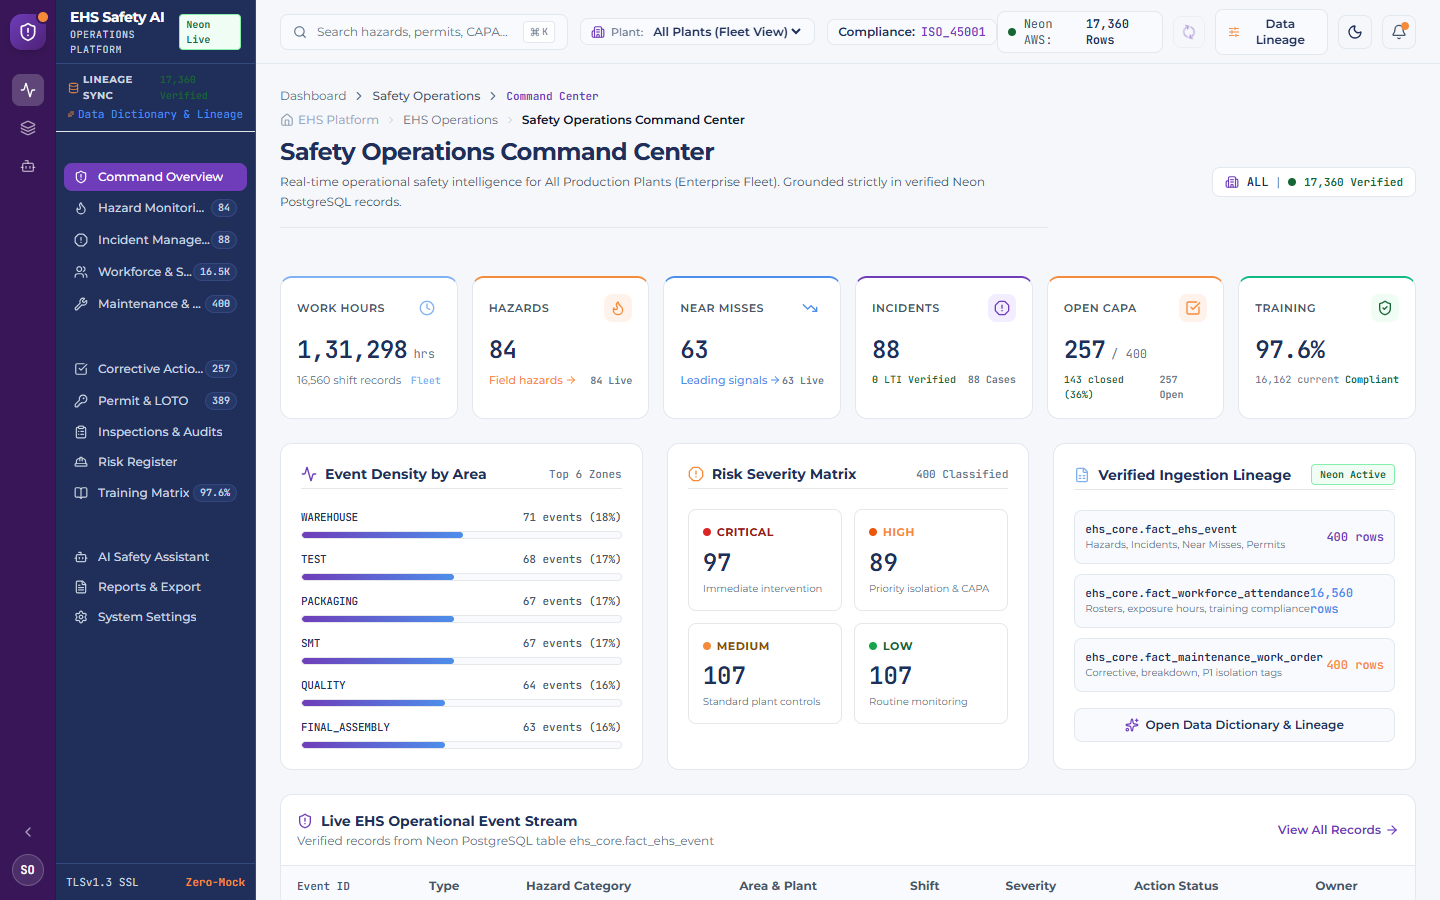 EHS Safety AI
OPERATIONS
PLATFORM
Neon
Live
LINEAGE
SYNC
17,360
Verified
Data Dictionary & Lineage
Command Overview
Hazard Monitori... 84
Incident Manage... 88
Workforce & S... 16.5K
Maintenance & ... 400
Corrective Actio... 257
Permit & LOTO 389
Inspections & Audits
Risk Register
Training Matrix 97.6%
AI Safety Assistant
Reports & Export
System Settings
SO
TLSv1.3 SSL Zero-Mock
Search hazards, permits, CAPA... ⌘K
Plant: All Plants (Fleet View)
Compliance: ISO_45001
Neon
AWS:
17,360
Rows
Data
Lineage
Dashboard > Safety Operations > Command Center
EHS Platform > EHS Operations > Safety Operations Command Center
Safety Operations Command Center
Real-time operational safety intelligence for All Production Plants (Enterprise Fleet). Grounded strictly in verified Neon
PostgreSQL records.
ALL | 17,360 Verified
WORK HOURS
1,31,298 hrs
16,560 shift records Fleet
HAZARDS
84
Field hazards → 84 Live
NEAR MISSES
63
Leading signals → 63 Live
INCIDENTS
88
0 LTI Verified 88 Cases
OPEN CAPA
257 / 400
143 closed
(36%)
257
Open
TRAINING
97.6%
16,162 current Compliant
Event Density by Area Top 6 Zones
WAREHOUSE 71 events (18%)
TEST 68 events (17%)
PACKAGING 67 events (17%)
SMT 67 events (17%)
QUALITY 64 events (16%)
FINAL_ASSEMBLY 63 events (16%)
Risk Severity Matrix 400 Classified
CRITICAL
97
Immediate intervention
HIGH
89
Priority isolation & CAPA
MEDIUM
107
Standard plant controls
LOW
107
Routine monitoring
Verified Ingestion Lineage Neon Active
ehs_core.fact_ehs_event
Hazards, Incidents, Near Misses, Permits
400 rows
ehs_core.fact_workforce_attendance
Rosters, exposure hours, training compliance
16,560
rows
ehs_core.fact_maintenance_work_order
Corrective, breakdown, P1 isolation tags
400 rows
Open Data Dictionary & Lineage
Live EHS Operational Event Stream
Verified records from Neon PostgreSQL table ehs_core.fact_ehs_event
View All Records →
Event ID Type Hazard Category Area & Plant Shift Severity Action Status Owner